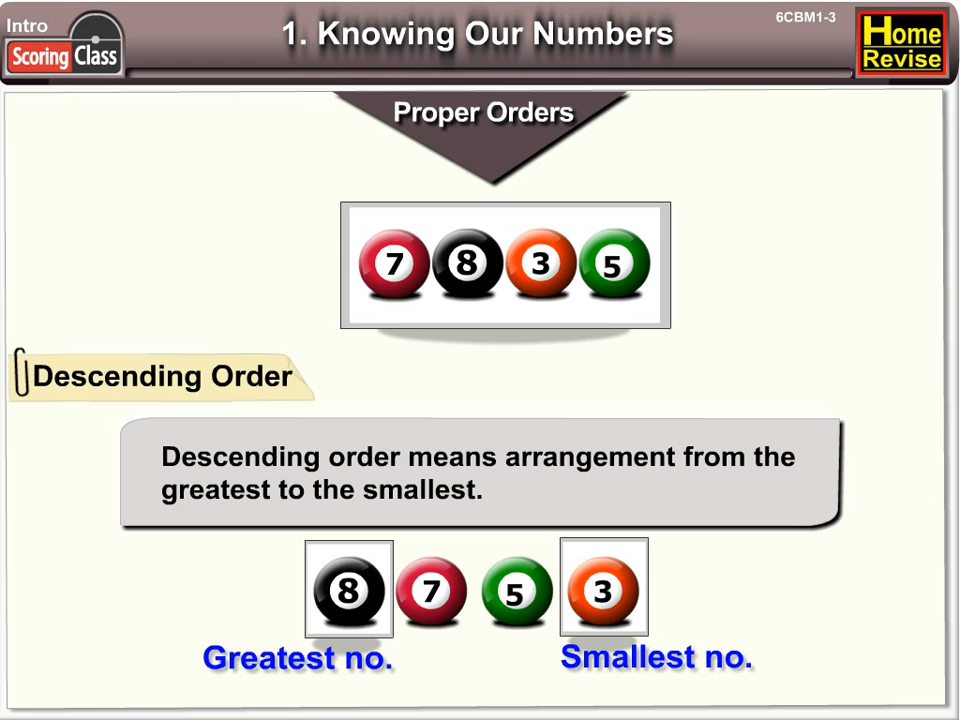 Intro
Scoring Class
1. Knowing Our Numbers
6CBM1-3
Home
Revise
Proper Orders
7 8 3 5
Descending Order
Descending order means arrangement from the
greatest to the smallest.
8 7 5 3
Greatest no. Smallest no.